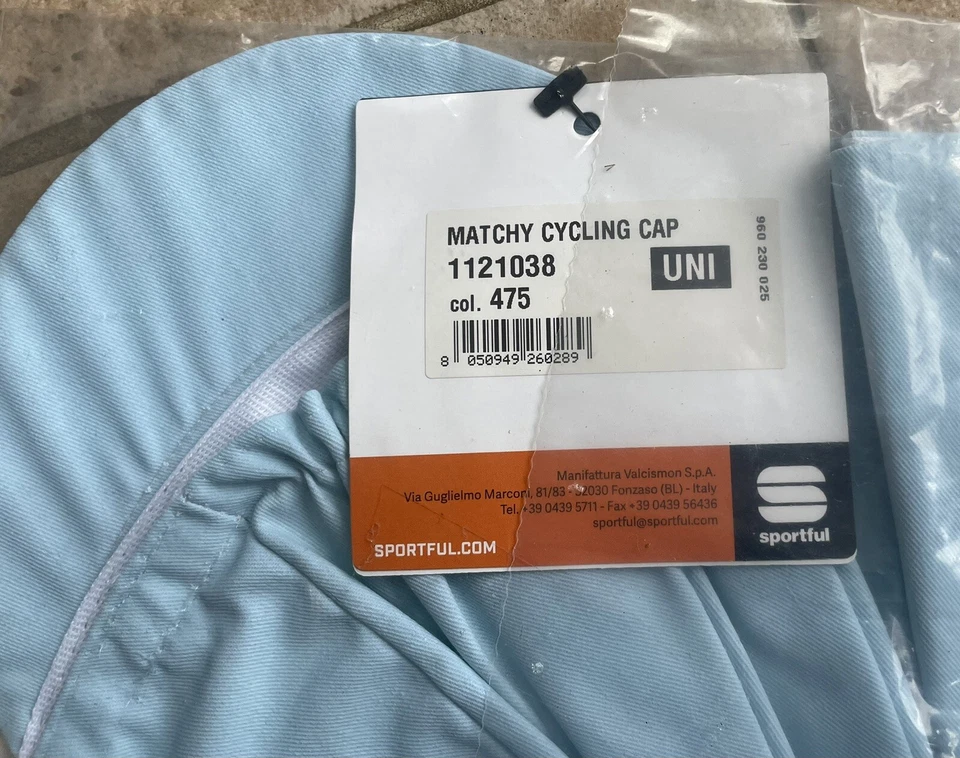 MATCHY CYCLING CAP
1121038
UNI
col. 475
960 230 025
8 050949 260289
Manifattura Valcismon S.p.A.
Via Guglielmo Marconi, 81/83 - 32030 Fonzaso (BL) - Italy
Tel. +39 0439 5711 - Fax +39 0439 56436
sportful@sportful.com
SPORTFUL.COM
sportful